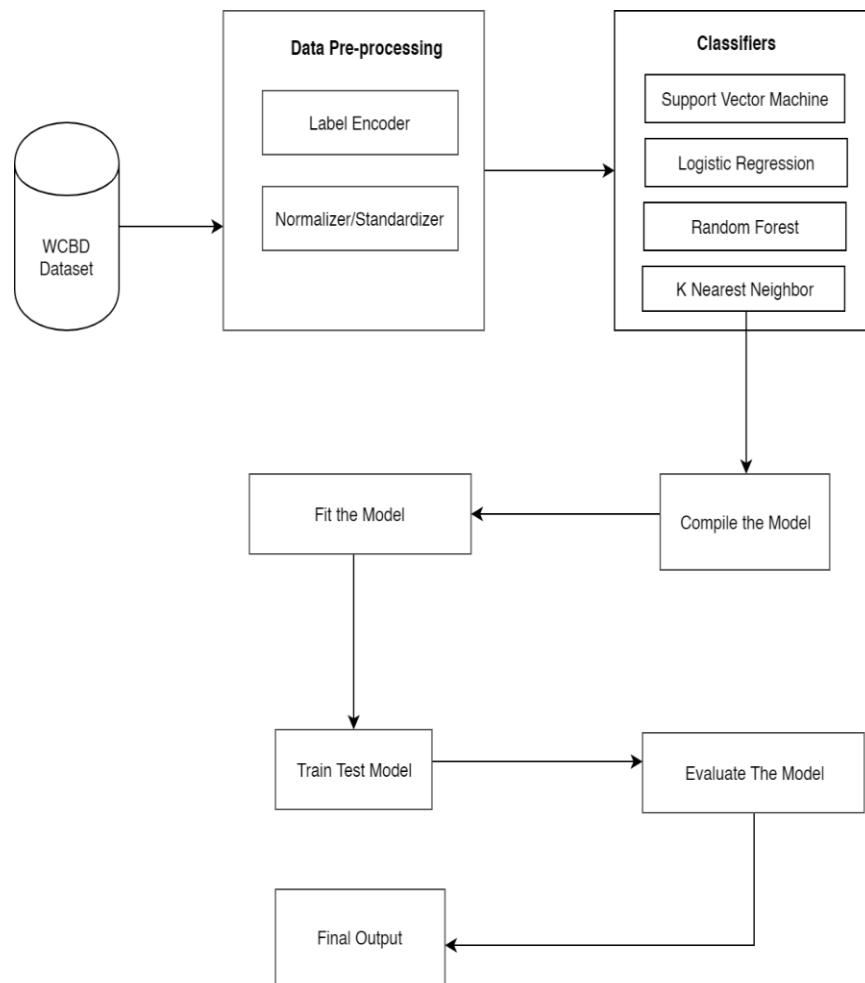 Data Pre-processing
Label Encoder
Normalizer/Standardizer
WCBD
Dataset
Classifiers
Support Vector Machine
Logistic Regression
Random Forest
K Nearest Neighbor
Compile the Model
Fit the Model
Train Test Model
Evaluate The Model
Final Output